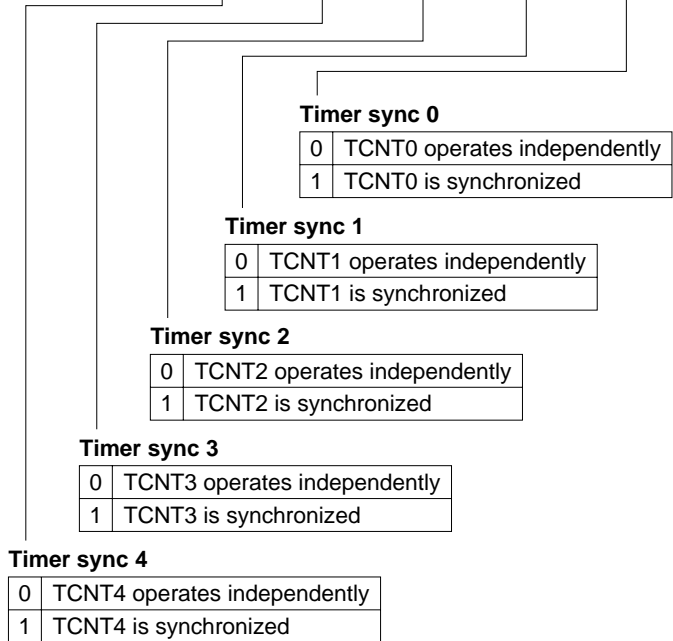 Timer sync 0
0 TCNT0 operates independently
1 TCNT0 is synchronized
Timer sync 1
0 TCNT1 operates independently
1 TCNT1 is synchronized
Timer sync 2
0 TCNT2 operates independently
1 TCNT2 is synchronized
Timer sync 3
0 TCNT3 operates independently
1 TCNT3 is synchronized
Timer sync 4
0 TCNT4 operates independently
1 TCNT4 is synchronized